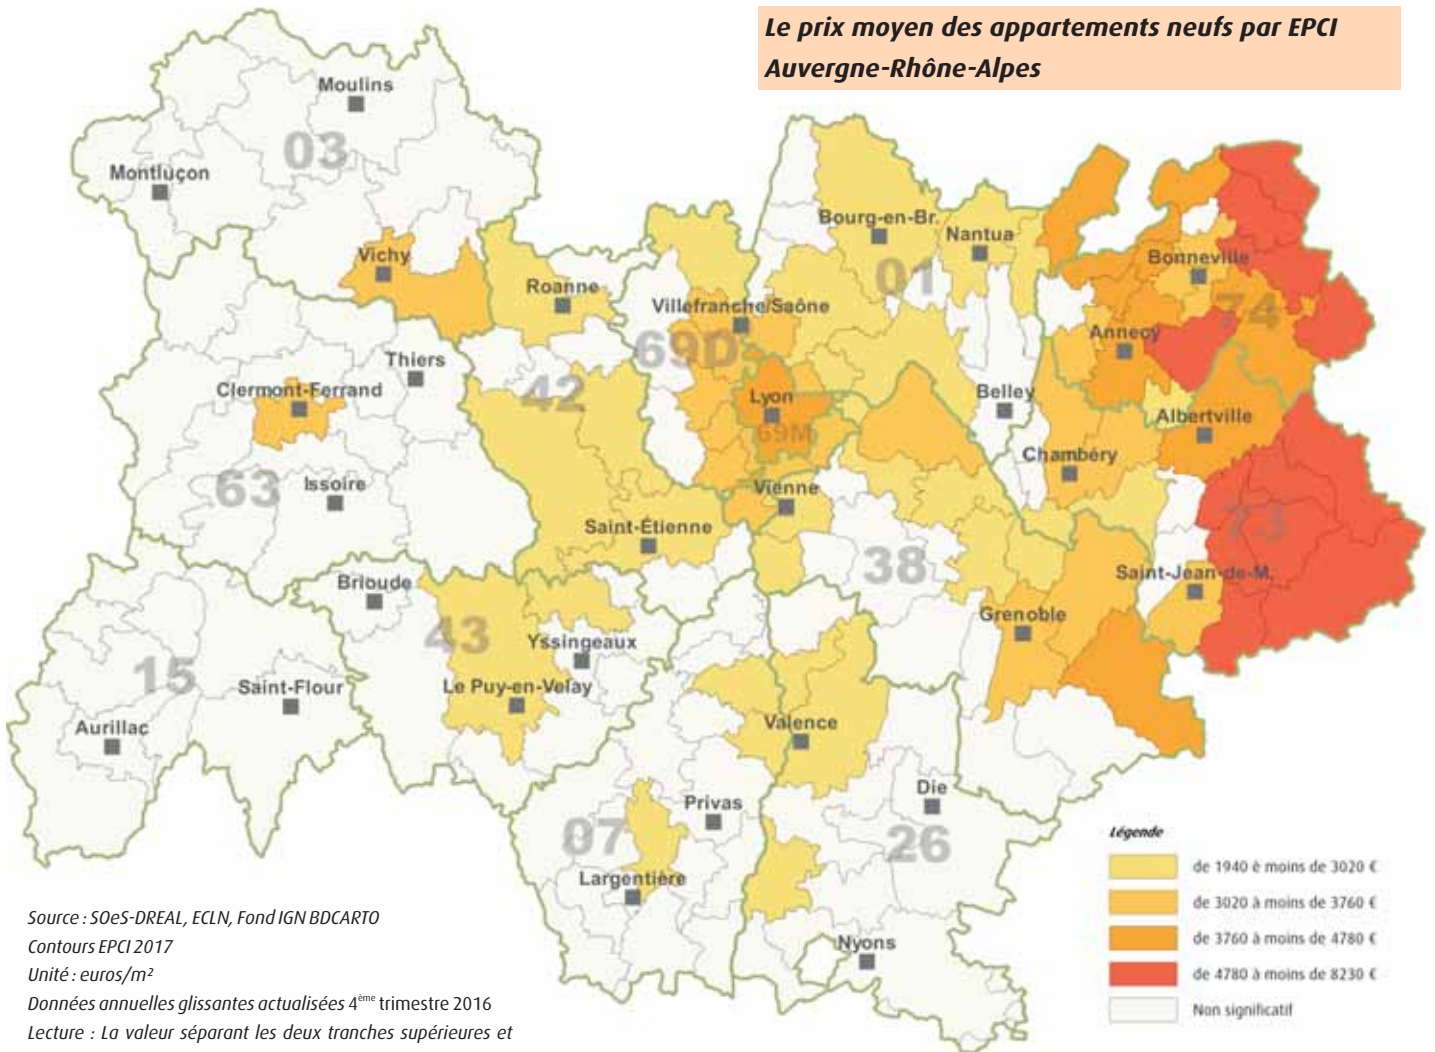 Le prix moyen des appartements neufs par EPCI
Auvergne-Rhône-Alpes
Moulins
03
Montluçon
Vichy
Bourg-en-Br.
Nantua
01
Bonneville
74
Roanne
Villefranche/Saône
69D
Annecy
Thiers
Clermont-Ferrand
42
Lyon
69M
Belley
Albertville
Chambéry
63
Issoire
Vienne
73
Saint-Étienne
38
Saint-Jean-de-M.
Brioude
43
Yssingeaux
Grenoble
15
Saint-Flour
Le Puy-en-Velay
Aurillac
Valence
Die
Privas
07
26
Largentière
Nyons
Légende
de 1940 è moins de 3020 €
de 3020 à moins de 3760 €
de 3760 à moins de 4780 €
de 4780 à moins de 8230 €
Non significatif
Source : SOeS-DREAL, ECLN, Fond IGN BDCARTO
Contours EPCI 2017
Unité : euros/m²
Données annuelles glissantes actualisées 4ème trimestre 2016
Lecture : La valeur séparant les deux tranches supérieures et